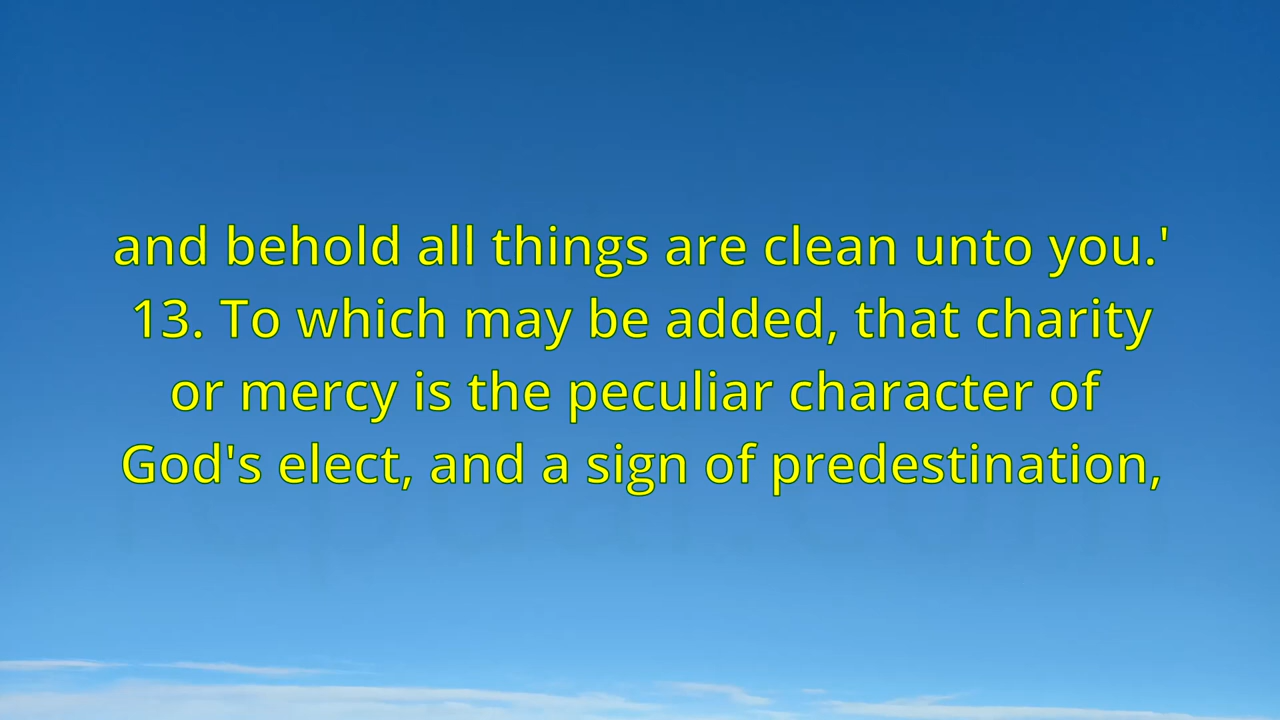 and behold all things are clean unto you.'
13. To which may be added, that charity
or mercy is the peculiar character of
God's elect, and a sign of predestination,